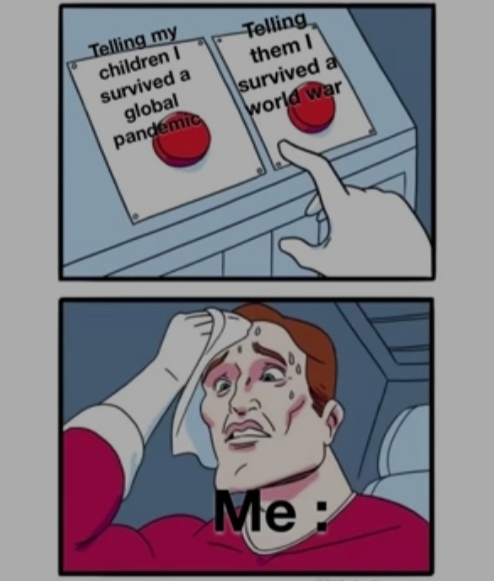 Telling my
children I
survived a
global
pandemic
Telling
them I
survived a
world war
Me :